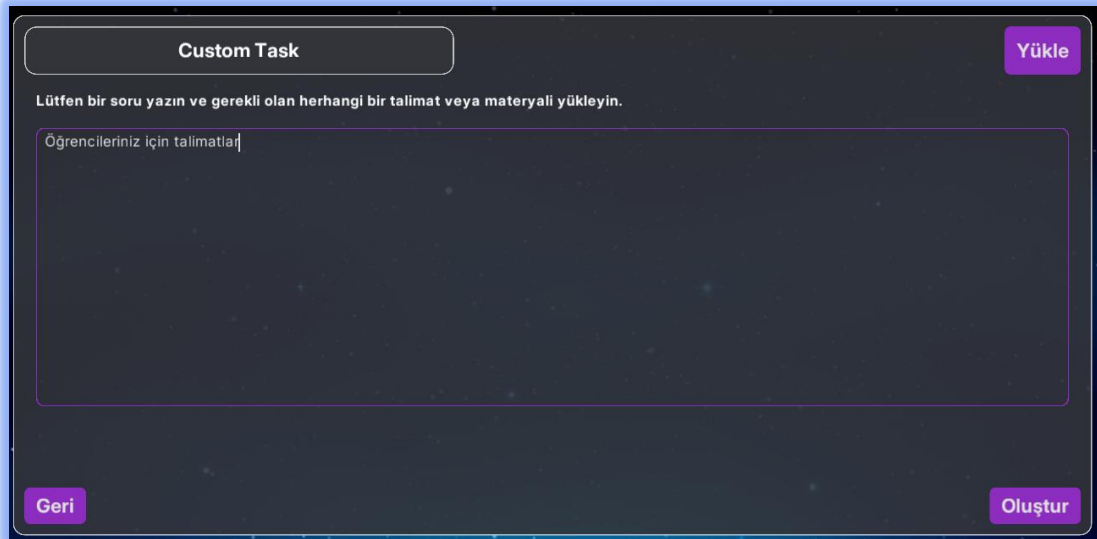 Custom Task
Yükle
Lütfen bir soru yazın ve gerekli olan herhangi bir talimat veya materyali yükleyin.
Öğrencileriniz için talimatlar
Geri
Oluştur